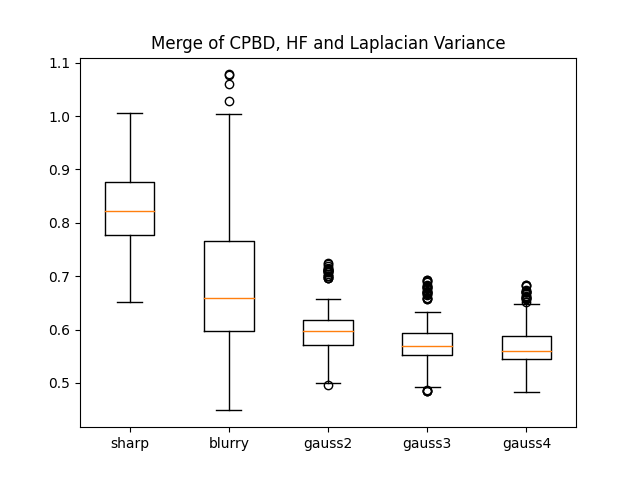 Merge of CPBD, HF and Laplacian Variance
1.1
1.0
0.9
0.8
0.7
0.6
0.5
sharp
blurry
gauss2
gauss3
gauss4